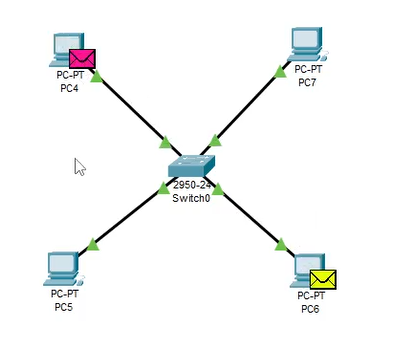 PC-PT
PC4
PC-PT
PC7
2950-24
Switch0
PC-PT
PC5
PC-PT
PC6